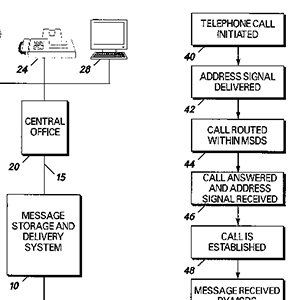 24
28
CENTRAL
OFFICE
20
15
MESSAGE
STORAGE AND
DELIVERY
SYSTEM
10
TELEPHONE CALL
INITIATED
40
ADDRESS SIGNAL
DELIVERED
42
CALL ROUTED
WITHIN MSDS
44
CALL ANSWERED
AND ADDRESS
SIGNAL RECEIVED
46
CALL IS
ESTABLISHED
48
MESSAGE RECEIVED
BY MSDS